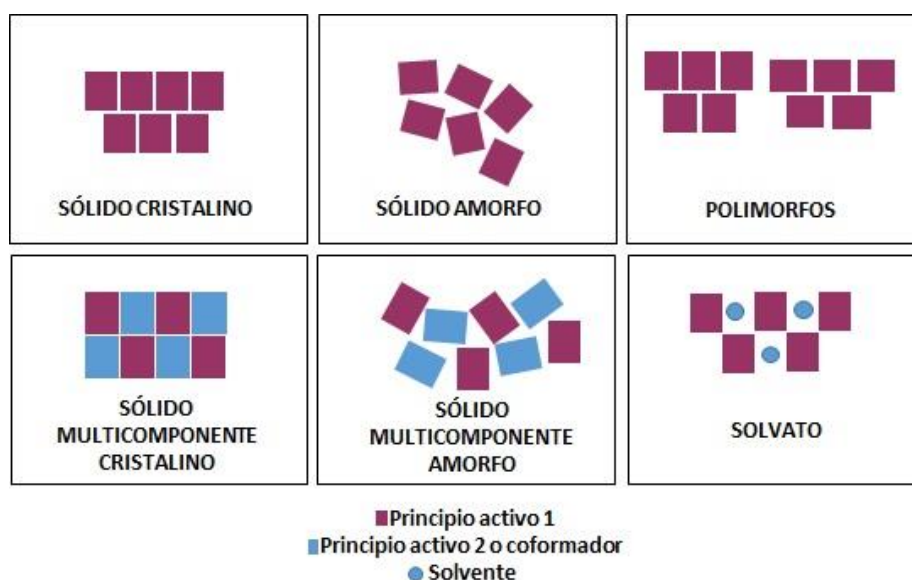 SÓLIDO CRISTALINO
SÓLIDO AMORFO
POLIMORFOS
SÓLIDO
MULTICOMPONENTE
CRISTALINO
SÓLIDO
MULTICOMPONENTE
AMORFO
SOLVATO
Principio activo 1
Principio activo 2 o coformador
Solvente